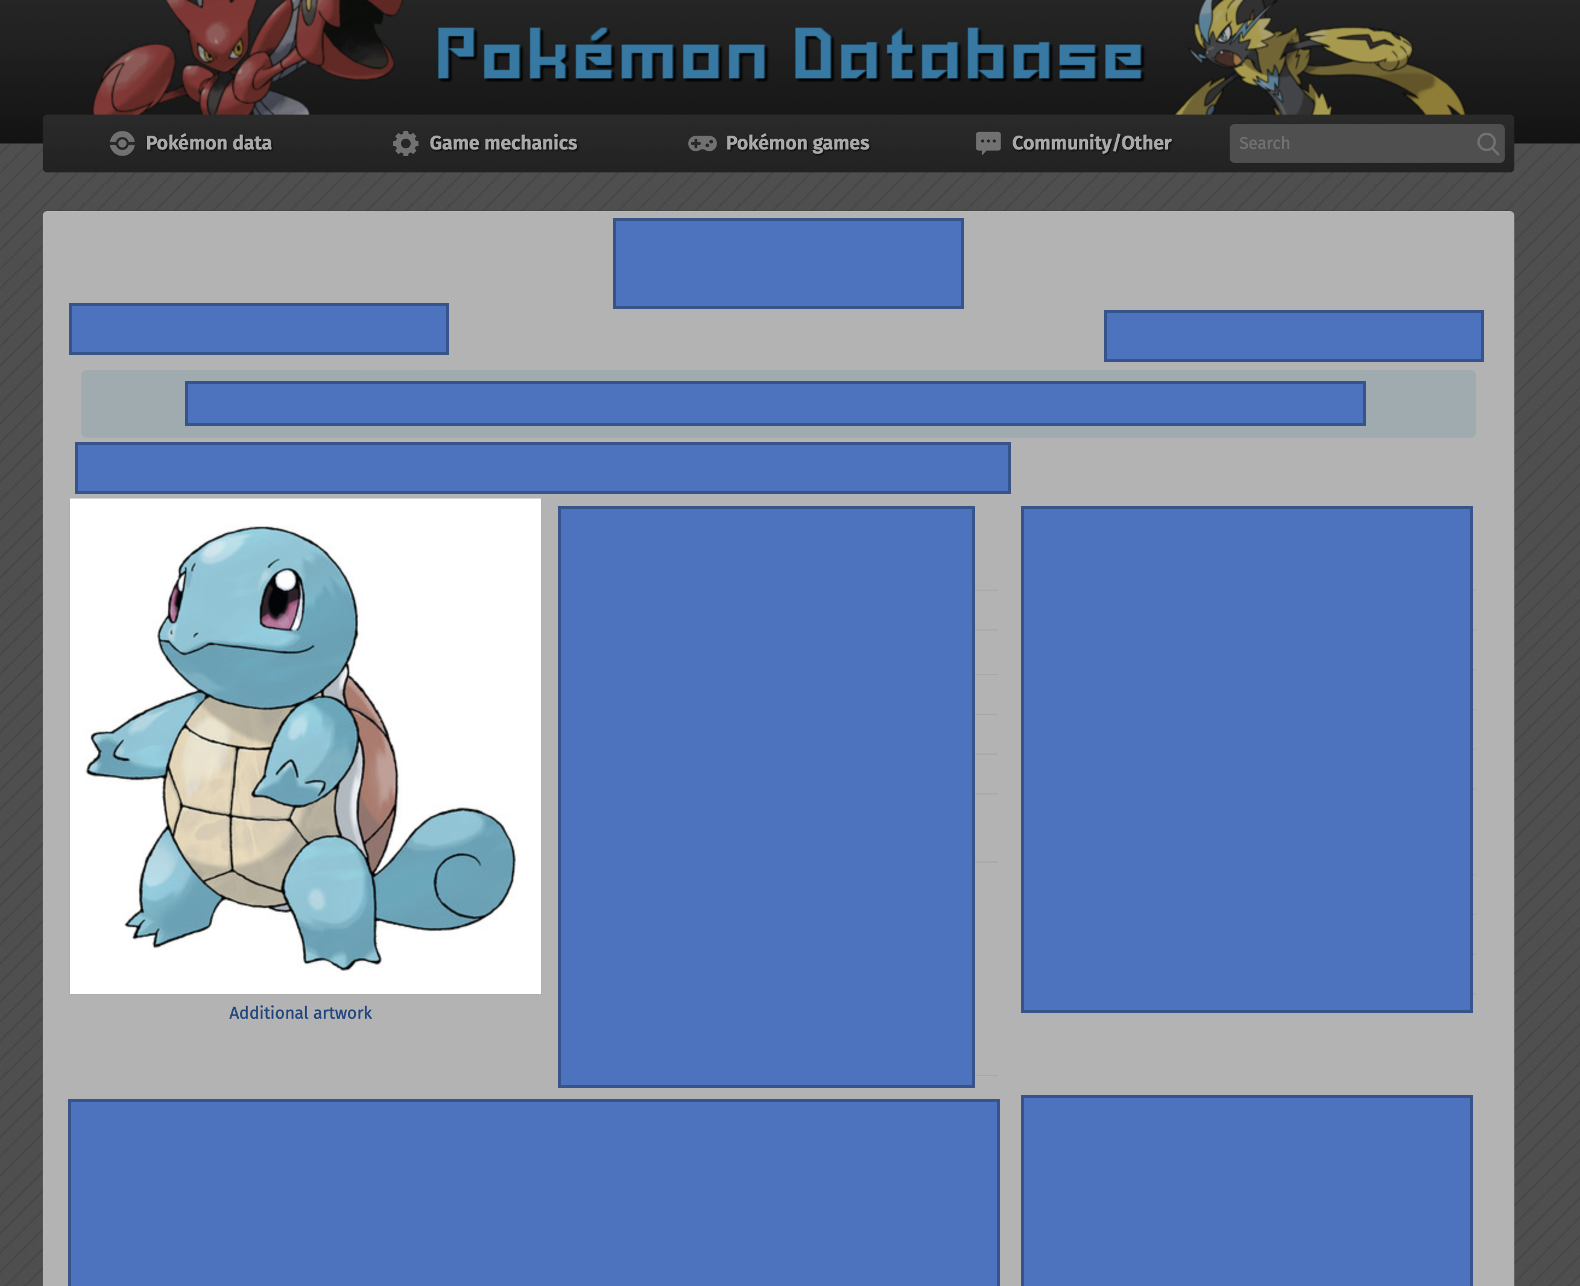 Pokémon Database
Pokémon data
Game mechanics
Pokémon games
Community/Other
Search
Additional artwork